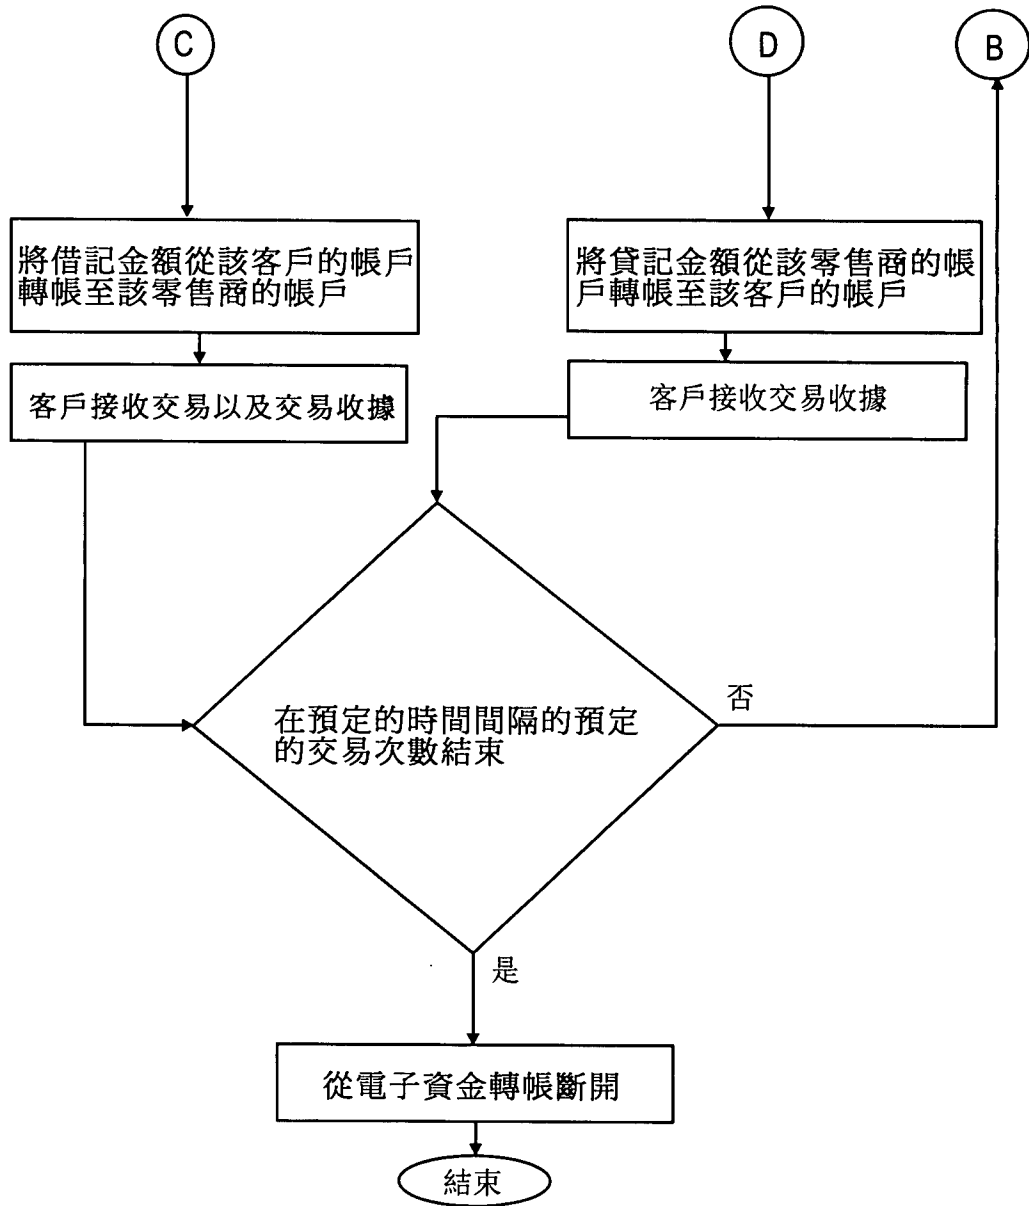 C
D
B
將借記金額從該客戶的帳戶
轉帳至該零售商的帳戶
將貸記金額從該零售商的帳
戶轉帳至該客戶的帳戶
客戶接收交易以及交易收據
客戶接收交易收據
在預定的時間間隔的預定
的交易次數結束
否
是
從電子資金轉帳斷開
結束